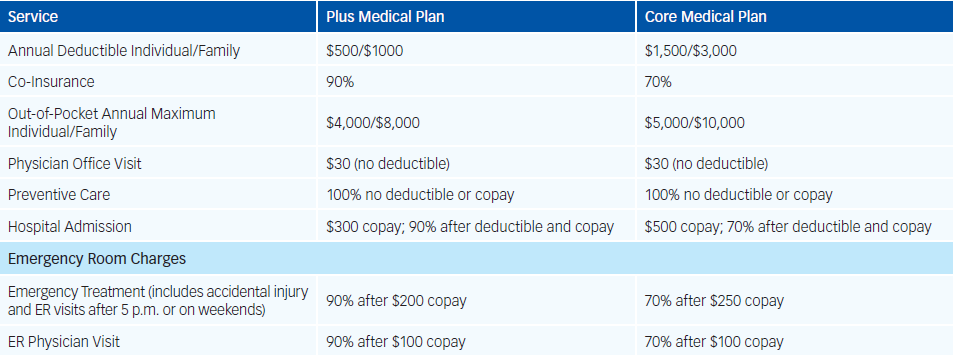 Service Plus Medical Plan Core Medical Plan
Annual Deductible Individual/Family $500/$1000 $1,500/$3,000
Co-Insurance 90% 70%
Out-of-Pocket Annual Maximum
Individual/Family $4,000/$8,000 $5,000/$10,000
Physician Office Visit $30 (no deductible) $30 (no deductible)
Preventive Care 100% no deductible or copay 100% no deductible or copay
Hospital Admission $300 copay; 90% after deductible and copay $500 copay; 70% after deductible and copay
Emergency Room Charges
Emergency Treatment (includes accidental injury
and ER visits after 5 p.m. or on weekends) 90% after $200 copay 70% after $250 copay
ER Physician Visit 90% after $100 copay 70% after $100 copay